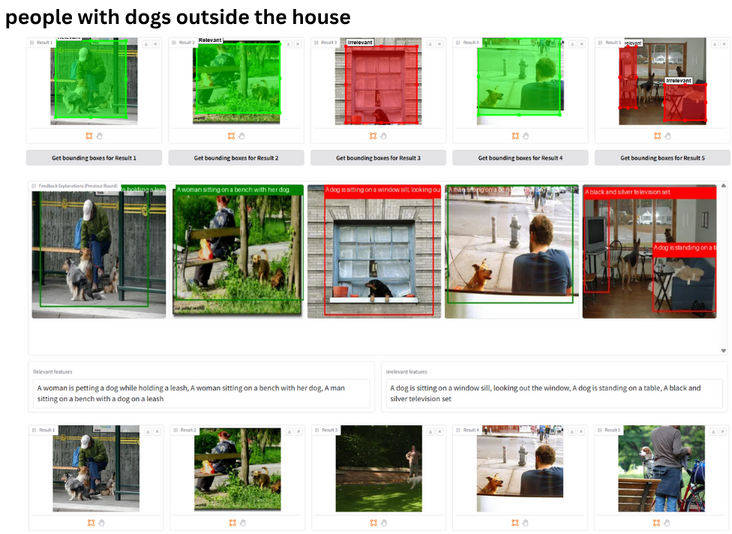 people with dogs outside the house
Result 1
Result 2
Result 3
Result 4
Result 5
Relevant
Relevant
Irrelevant
Relevant
Irrelevant
Get bounding boxes for Result 1
Get bounding boxes for Result 2
Get bounding boxes for Result 3
Get bounding boxes for Result 4
Get bounding boxes for Result 5
Feedback Explanations (Previous Round)
holding a leas
A woman sitting on a bench with her dog.
A dog is sitting on a window sill, looking ou
A man sitting on a
A black and silver television set
A dog is standing on a ta
Relevant features
Irrelevant features
A woman is petting a dog while holding a leash, A woman sitting on a bench with her dog, A man
sitting on a bench with a dog on a leash
A dog is sitting on a window sill, looking out the window, A dog is standing on a table, A black and
silver television set
Result 1
Result 2
Result 3
Result 4
Result 5